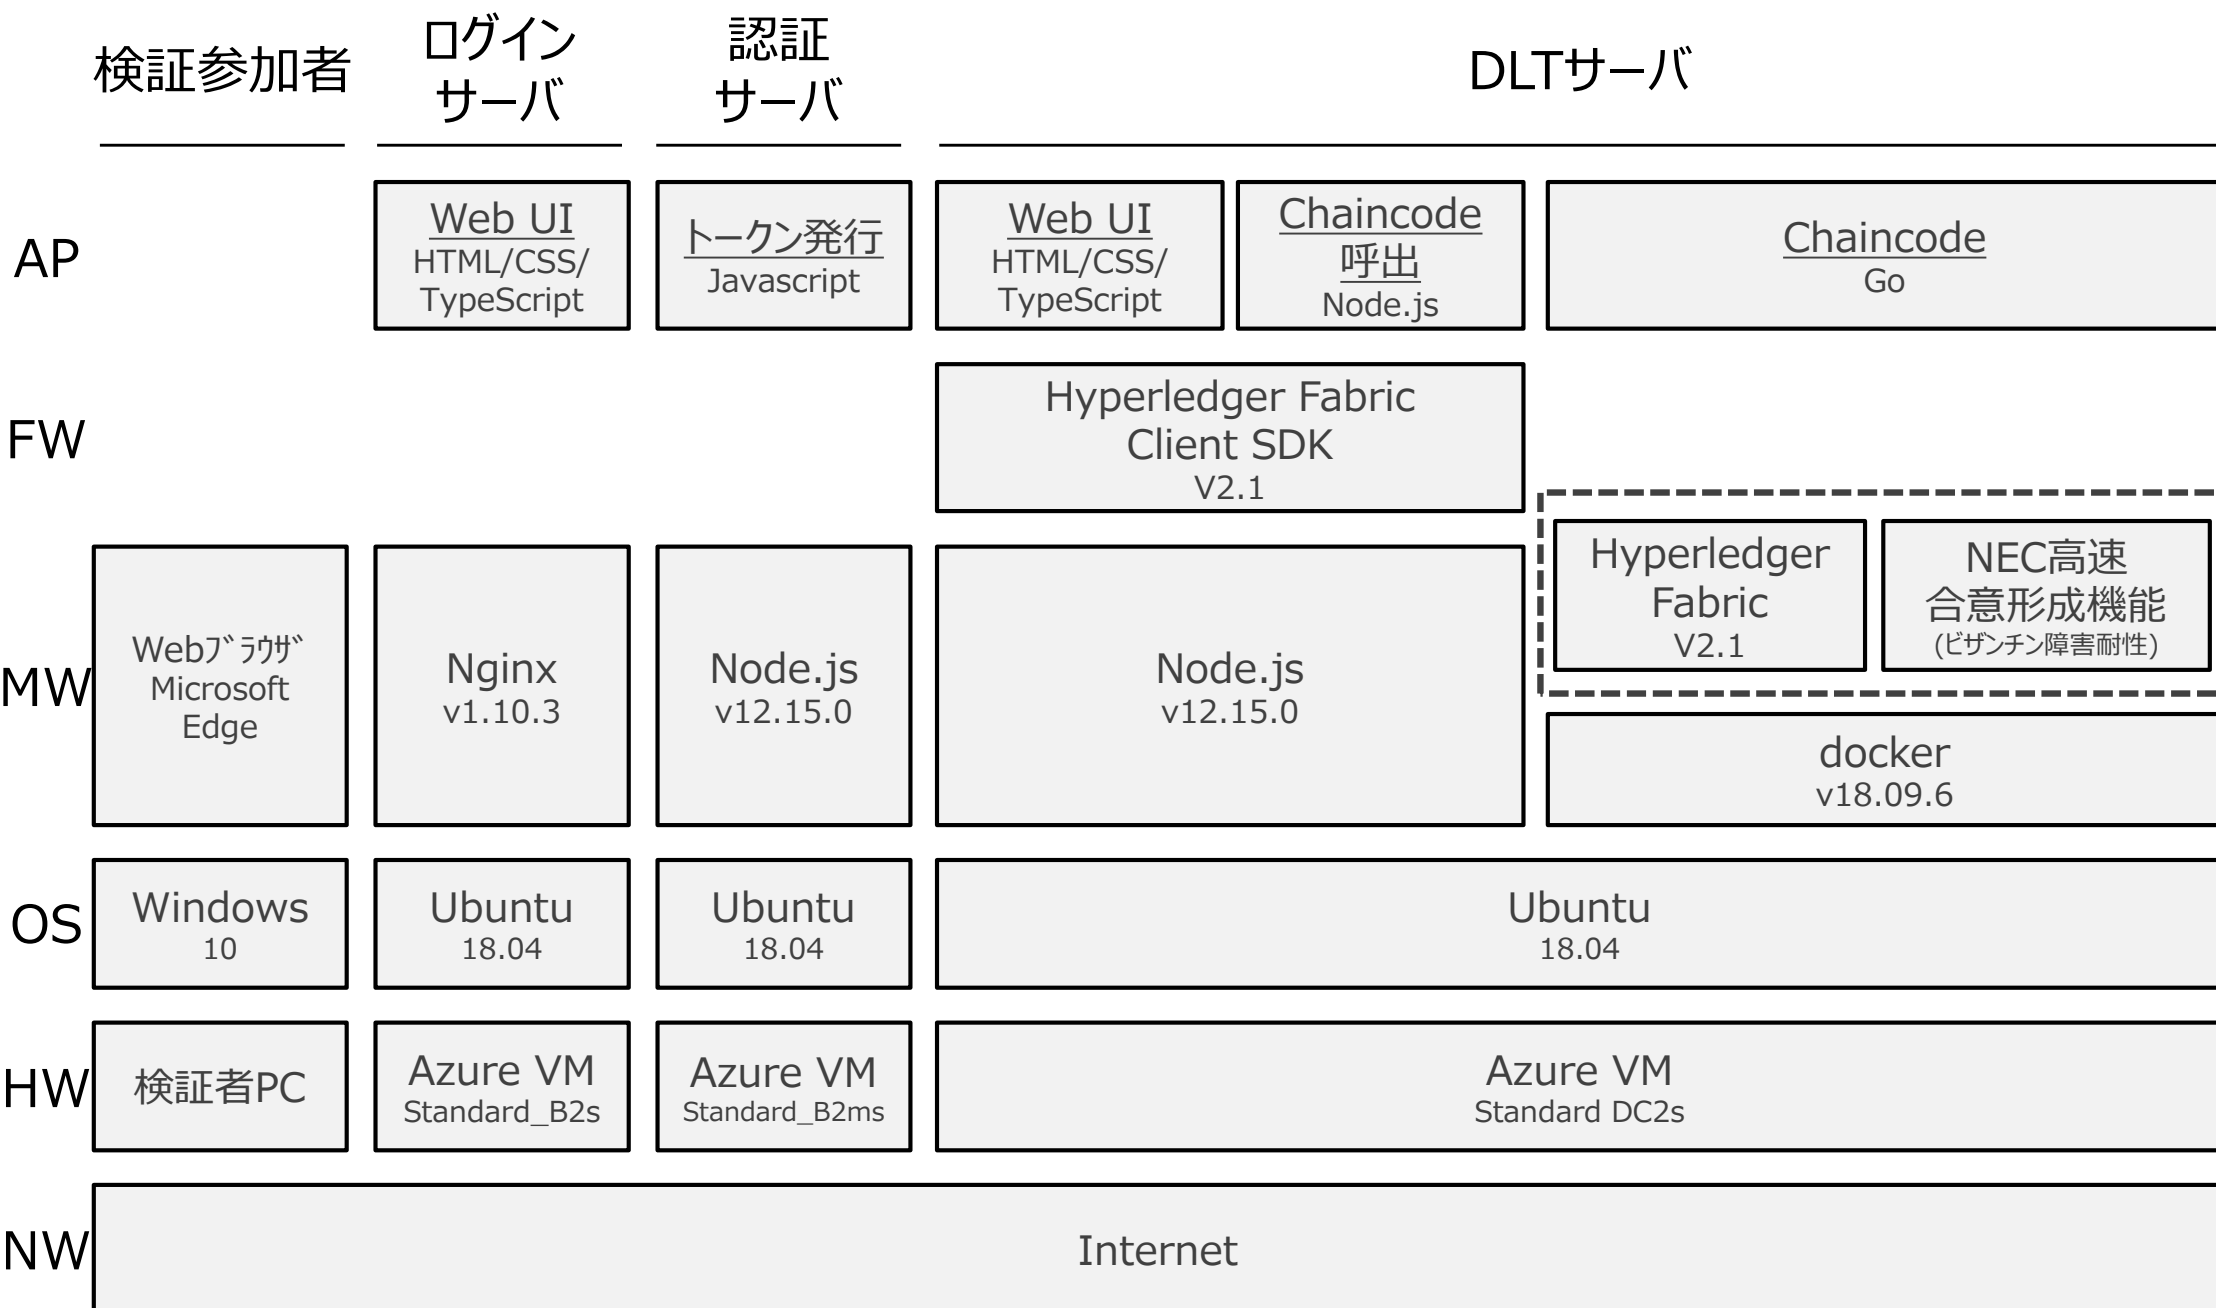 検証参加者
ログイン
サーバ
認証
サーバ
DLTサーバ
AP
Web UI
HTML/CSS/
TypeScript
トークン発行
Javascript
Web UI
HTML/CSS/
TypeScript
Chaincode
呼出
Node.js
Chaincode
Go
FW
Hyperledger Fabric
Client SDK
V2.1
MW
Webﾌﾞﾗｳｻﾞ
Microsoft
Edge
Nginx
v1.10.3
Node.js
v12.15.0
Node.js
v12.15.0
Hyperledger
Fabric
V2.1
NEC高速
合意形成機能
(ビザンチン障害耐性)
docker
v18.09.6
OS
Windows
10
Ubuntu
18.04
Ubuntu
18.04
Ubuntu
18.04
HW
検証者PC
Azure VM
Standard_B2s
Azure VM
Standard_B2ms
Azure VM
Standard DC2s
NW
Internet